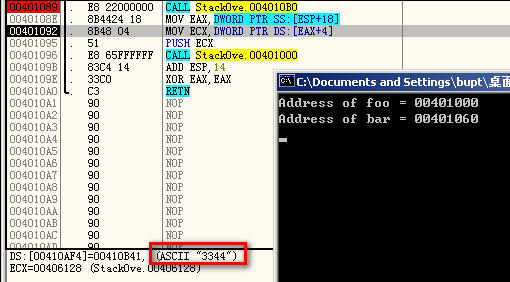 00401089 . E8 22000000 CALL StackOve.004010B0
0040108E . 8B4424 18 MOV EAX,DWORD PTR SS:[ESP+18]
00401092 . 8B48 04 MOV ECX,DWORD PTR DS:[EAX+4]
00401095 . 51 PUSH ECX
00401096 . E8 65FFFFFF CALL StackOve.00401000
0040109B . 83C4 14 ADD ESP,14
0040109E . 33C0 XOR EAX,EAX
004010A0 . C3 RETN
004010A1 90 NOP
004010A2 90 NOP
004010A3 90 NOP
004010A4 90 NOP
004010A5 90 NOP
004010A6 90 NOP
004010A7 90 NOP
004010A8 90 NOP
004010A9 90 NOP
004010AA 90 NOP
004010AB 90 NOP
004010AC 90 NOP
004010AD 90 NOP
DS:[00410AF4]=00410B41, (ASCII "3344")
ECX=00406128 (StackOve.00406128)
C:\Documents and Settings\bupt\桌面
Address of foo = 00401000
Address of bar = 00401060